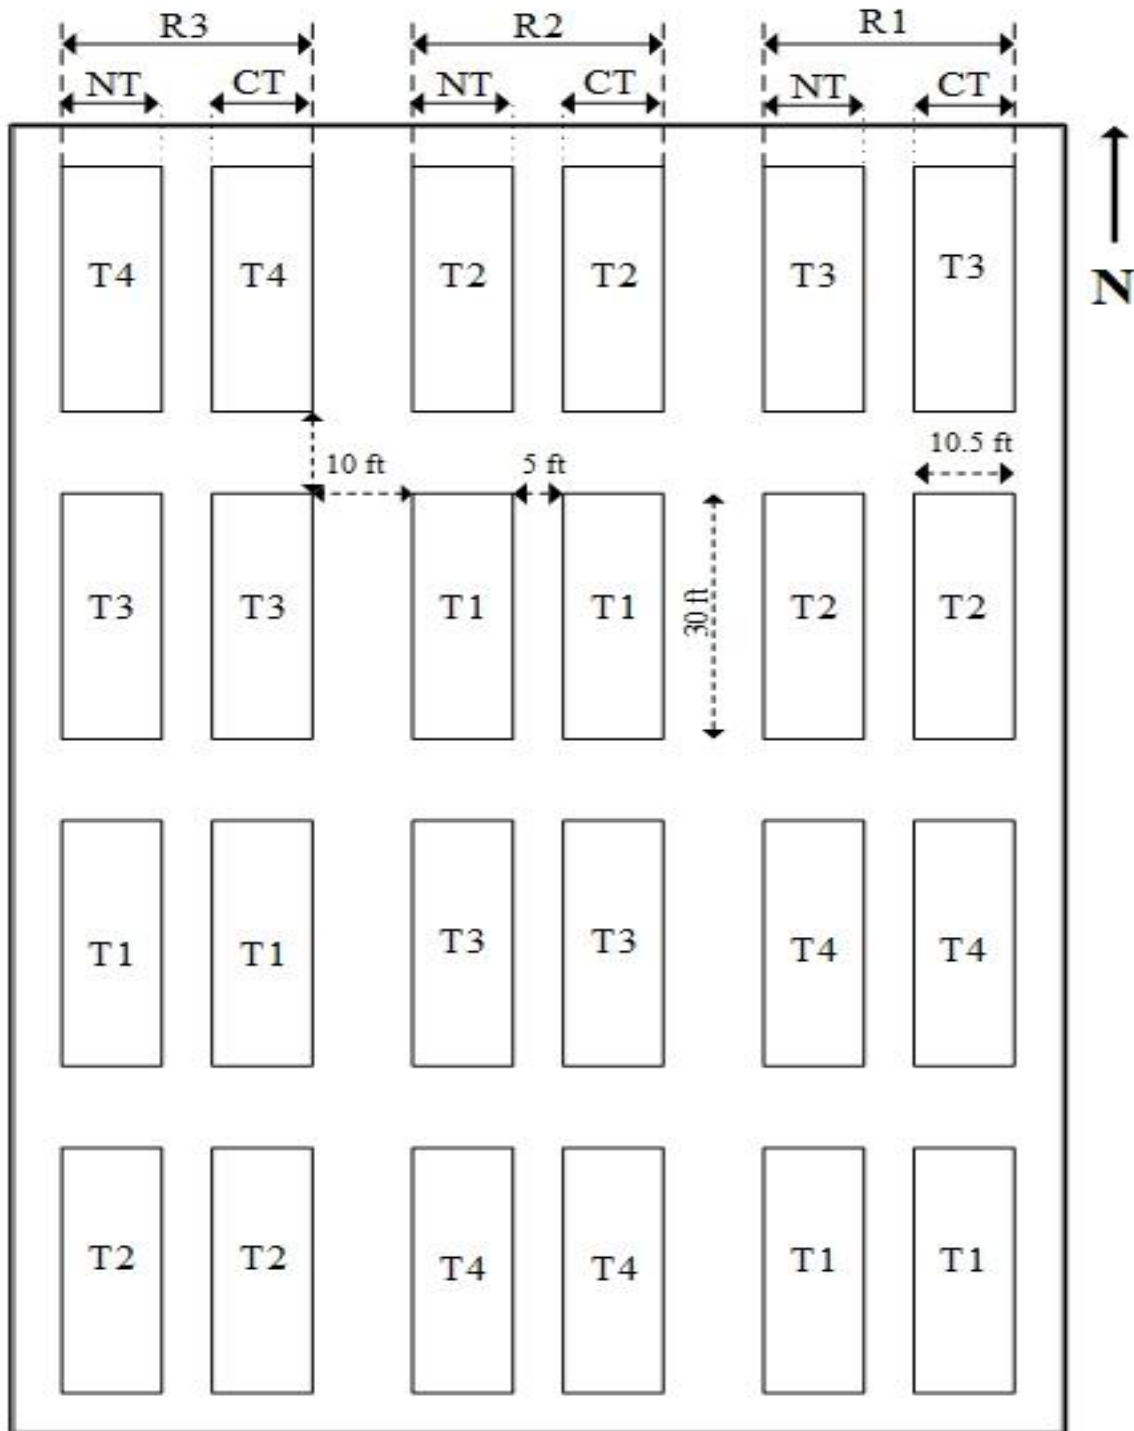 R3 R2 R1
NT CT NT CT NT CT
T4 T4 T2 T2 T3 T3
N
10.5 ft
10 ft 5 ft
T3 T3 T1 T1 30 ft T2 T2
T1 T1 T3 T3 T4 T4
T2 T2 T4 T4 T1 T1